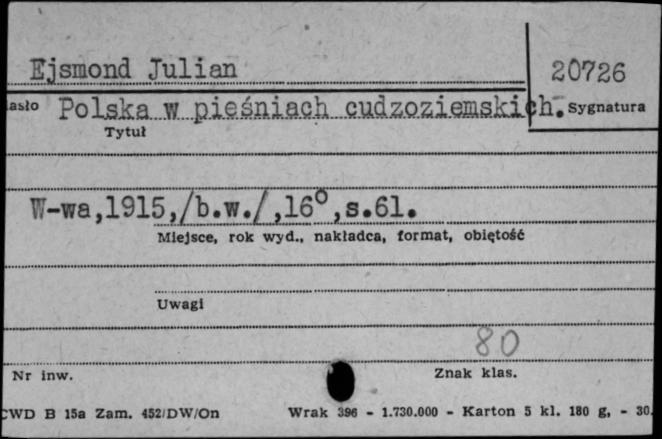 Ejsmond Julian
20726
asło Polska w pieśniach cudzoziemskich. Sygnatura
Tytuł
W-wa,1915,/b.w./,16°,s.61.
Miejsce, rok wyd., nakładca, format, objętość
Uwagi
80
Nr inw.
Znak klas.
CWD B 15a Zam. 452/DW/On Wrak 396 - 1.730.000 - Karton 5 kl. 180 g, - 30.